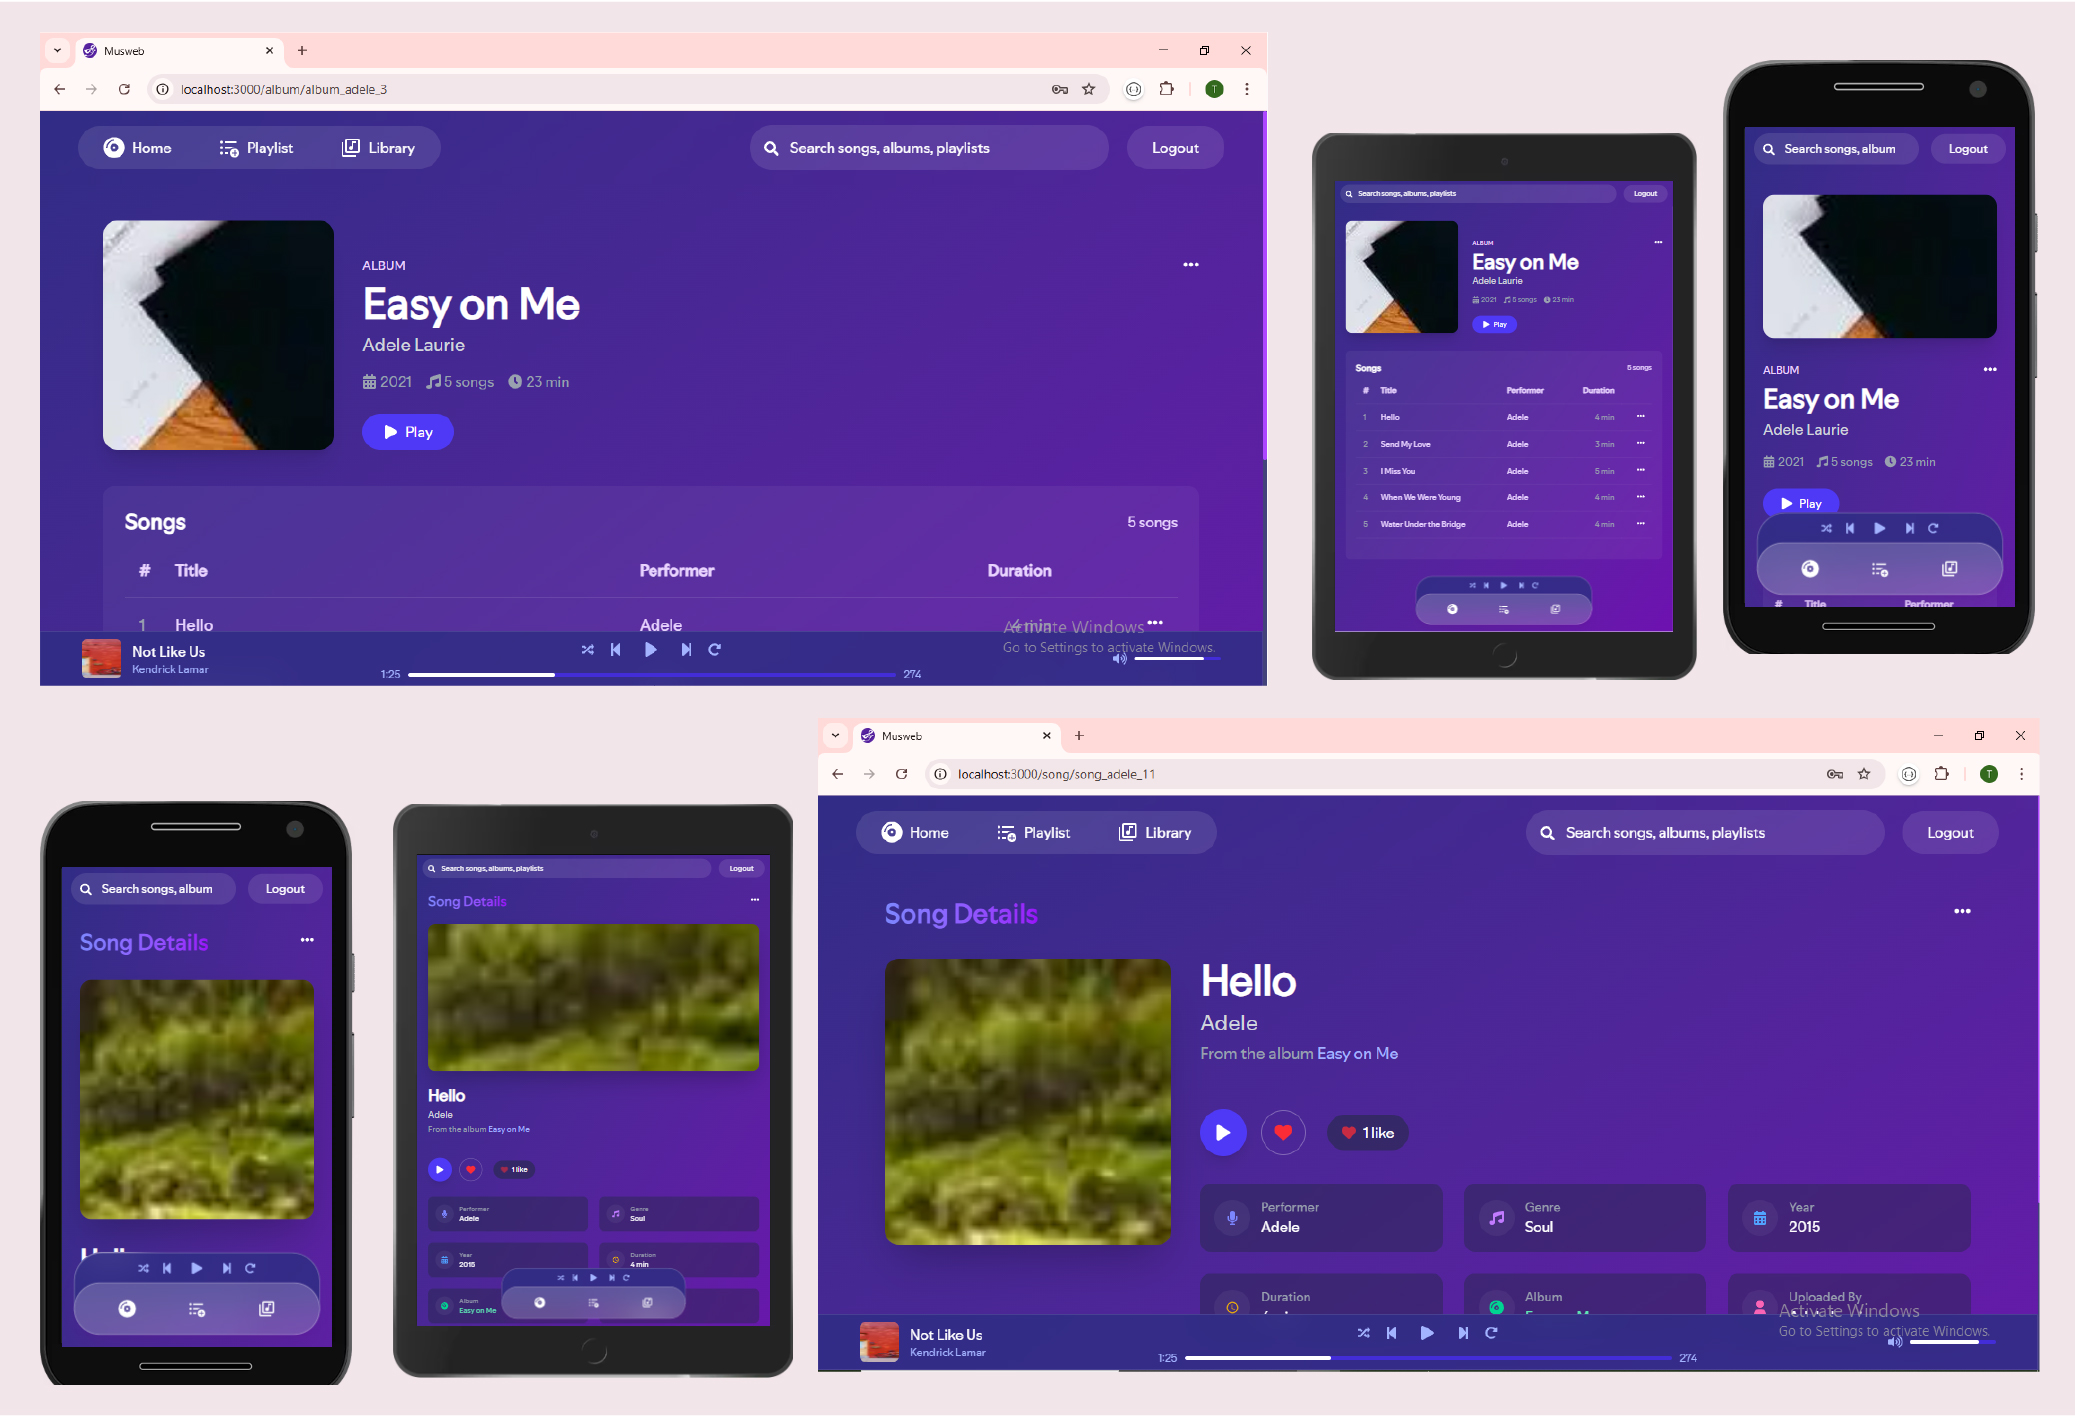 Musweb
localhost:3000/album/album_adele_3
T
Home Playlist Library
Search songs, albums, playlists
Logout
ALBUM
Easy on Me
Adele Laurie
2021 5 songs 23 min
Play
Songs
5 songs
# Title Performer Duration
1 Hello Adele 4 min
Activate Windows
Go to Settings to activate Windows.
Not Like Us
Kendrick Lamar
1:25 274
Search songs, albums, playlists
Logout
ALBUM
Easy on Me
Adele Laurie
2021 5 songs 23 min
Play
Songs
5 songs
# Title Performer Duration
1 Hello Adele 4 min
2 Send My Love Adele 3 min
3 I Miss You Adele 5 min
4 When We Were Young Adele 4 min
5 Water Under the Bridge Adele 4 min
Search songs, album
Logout
ALBUM
Easy on Me
Adele Laurie
2021 5 songs 23 min
Play
# Title Performer
Search songs, album
Logout
Song Details
Hello
Search songs, albums, playlists
Logout
Song Details
Hello
Adele
From the album Easy on Me
1 like
Performer
Adele
Genre
Soul
Year
2015
Duration
4 min
Album
Easy on Me
Musweb
localhost:3000/song/song_adele_11
T
Home Playlist Library
Search songs, albums, playlists
Logout
Song Details
Hello
Adele
From the album Easy on Me
1 like
Performer
Adele
Genre
Soul
Year
2015
Duration
Album
Uploaded By
Activate Windows
Go to Settings to activate Windows.
Not Like Us
Kendrick Lamar
1:25 274